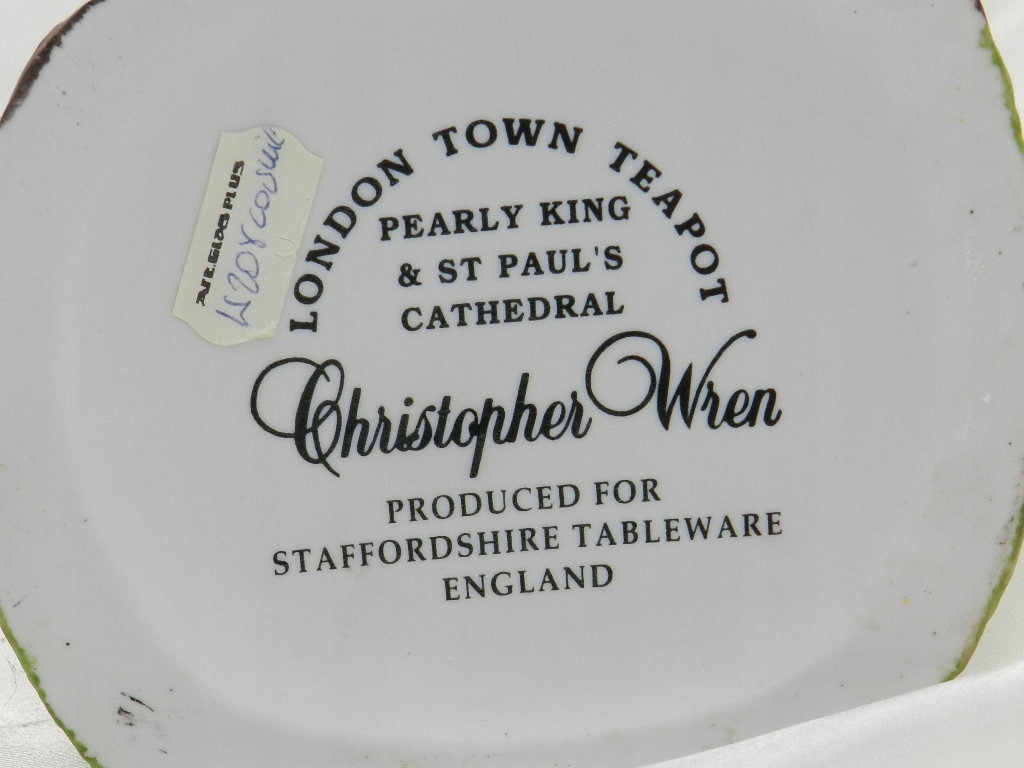 LONDON TOWN TEAPOT
PEARLY KING
& ST PAUL'S
CATHEDRAL
Christopher Wren
PRODUCED FOR
STAFFORDSHIRE TABLEWARE
ENGLAND